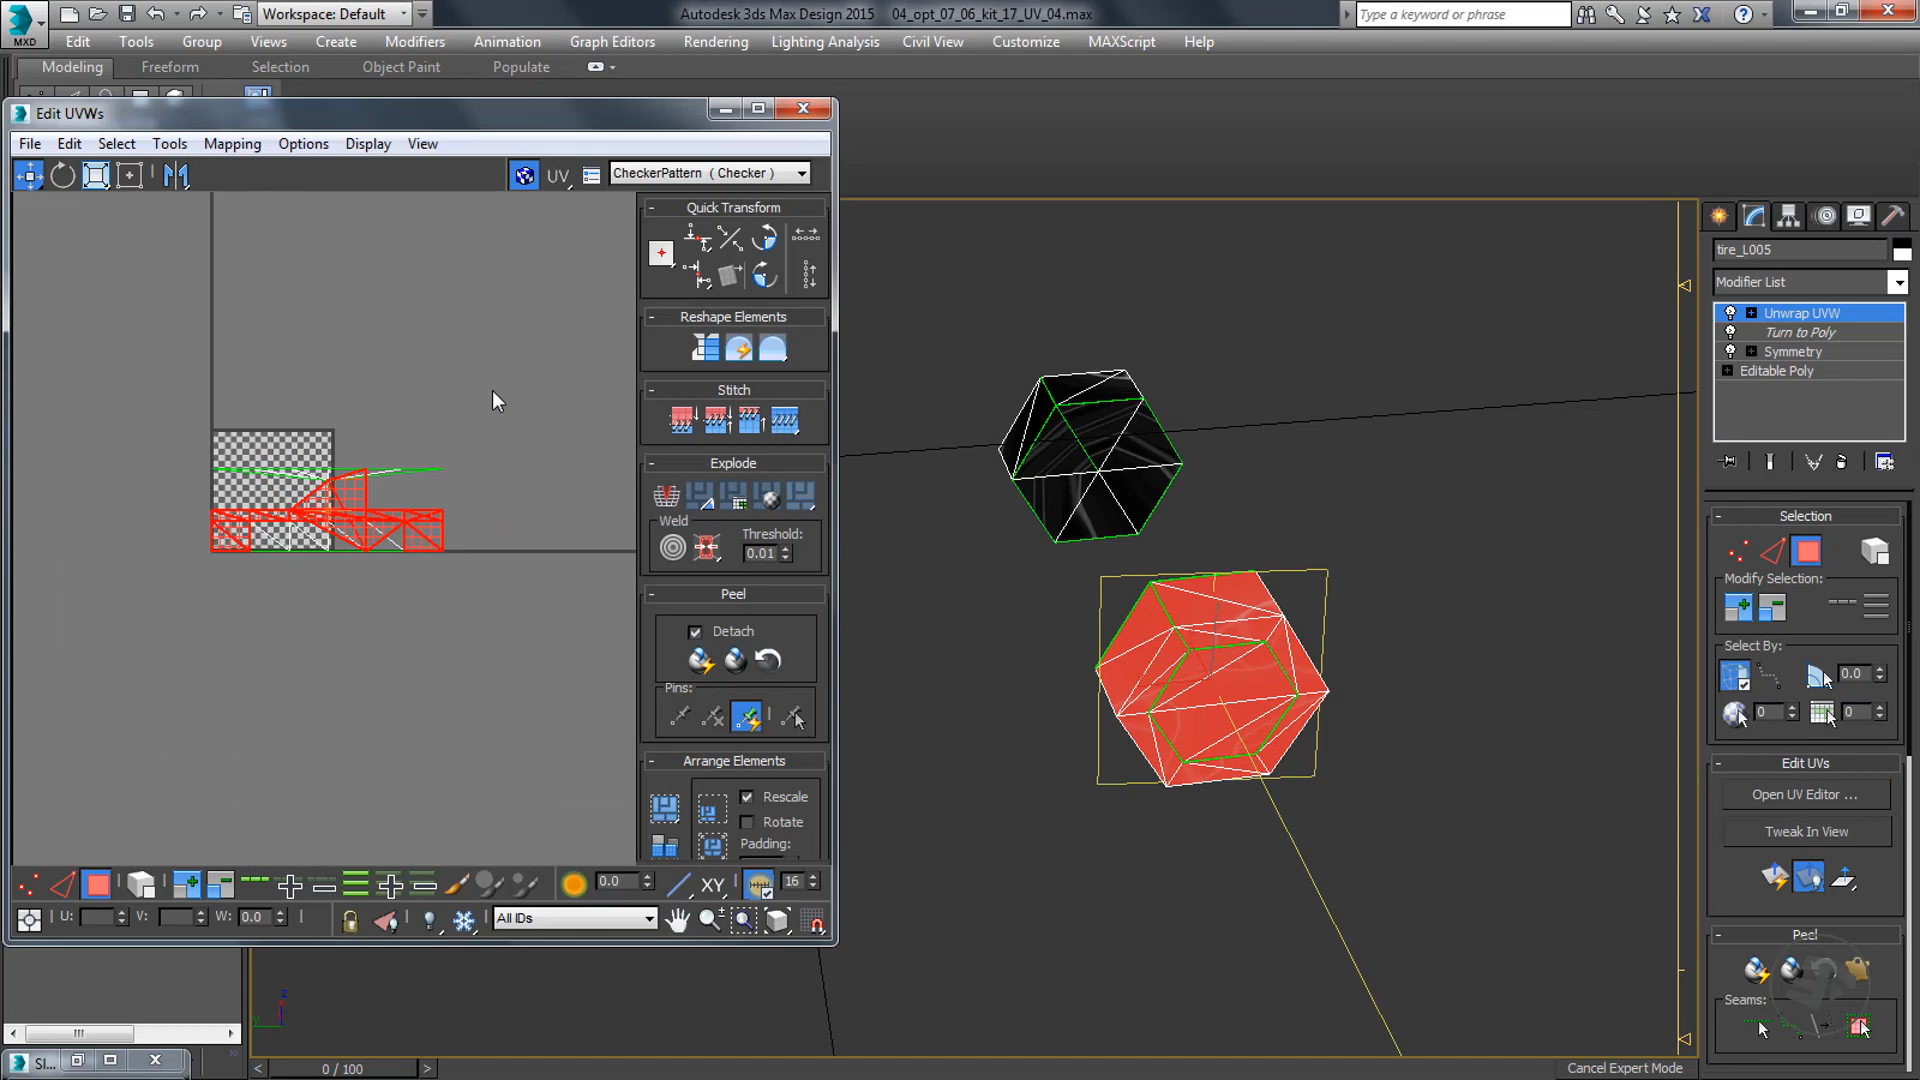 Workspace: Default
Autodesk 3ds Max Design 2015   04_opt_07_06_kit_17_UV_04.max
Type a keyword or phrase
MXD
Edit Tools Group Views Create Modifiers Animation Graph Editors Rendering Lighting Analysis Civil View Customize MAXScript Help
Modeling Freeform Selection Object Paint Populate
Edit UVWs
File Edit Select Tools Mapping Options Display View
UV
CheckerPattern ( Checker )
Quick Transform
Reshape Elements
Stitch
Explode
Weld
Threshold:
0.01
Peel
Detach
Pins:
Arrange Elements
Rescale
Rotate
Padding:
0.0
XY
16
U:
V:
W: 0.0
All IDs
tire_L005
Modifier List
Unwrap UVW
Turn to Poly
Symmetry
Editable Poly
Selection
Modify Selection:
Select By:
0.0
0
0
Edit UVs
Open UV Editor ...
Tweak In View
Peel
Seams:
z
y
SI...
0 / 100
Cancel Expert Mode